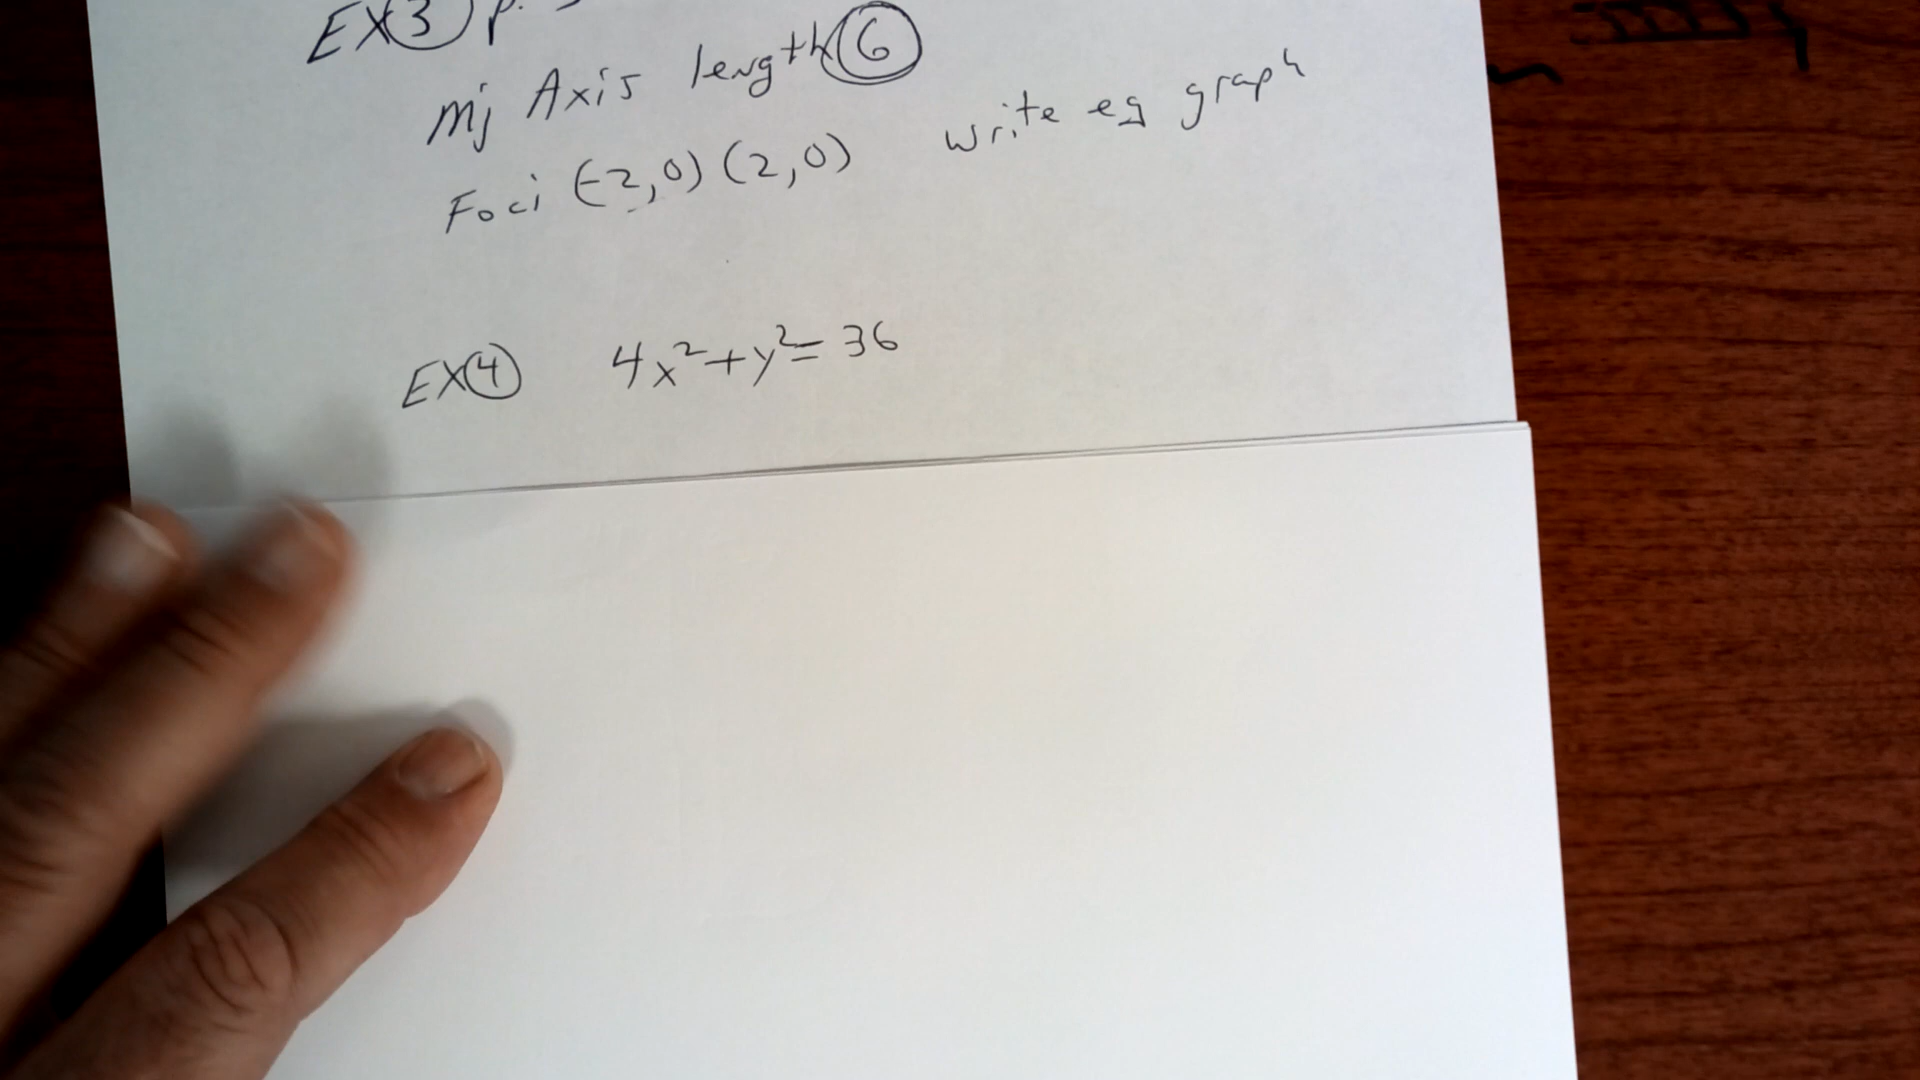 EX③ p.
mj Axis length ⑥
Foci (-2,0) (2,0) write eq graph
EX④ 4x²+y²=36